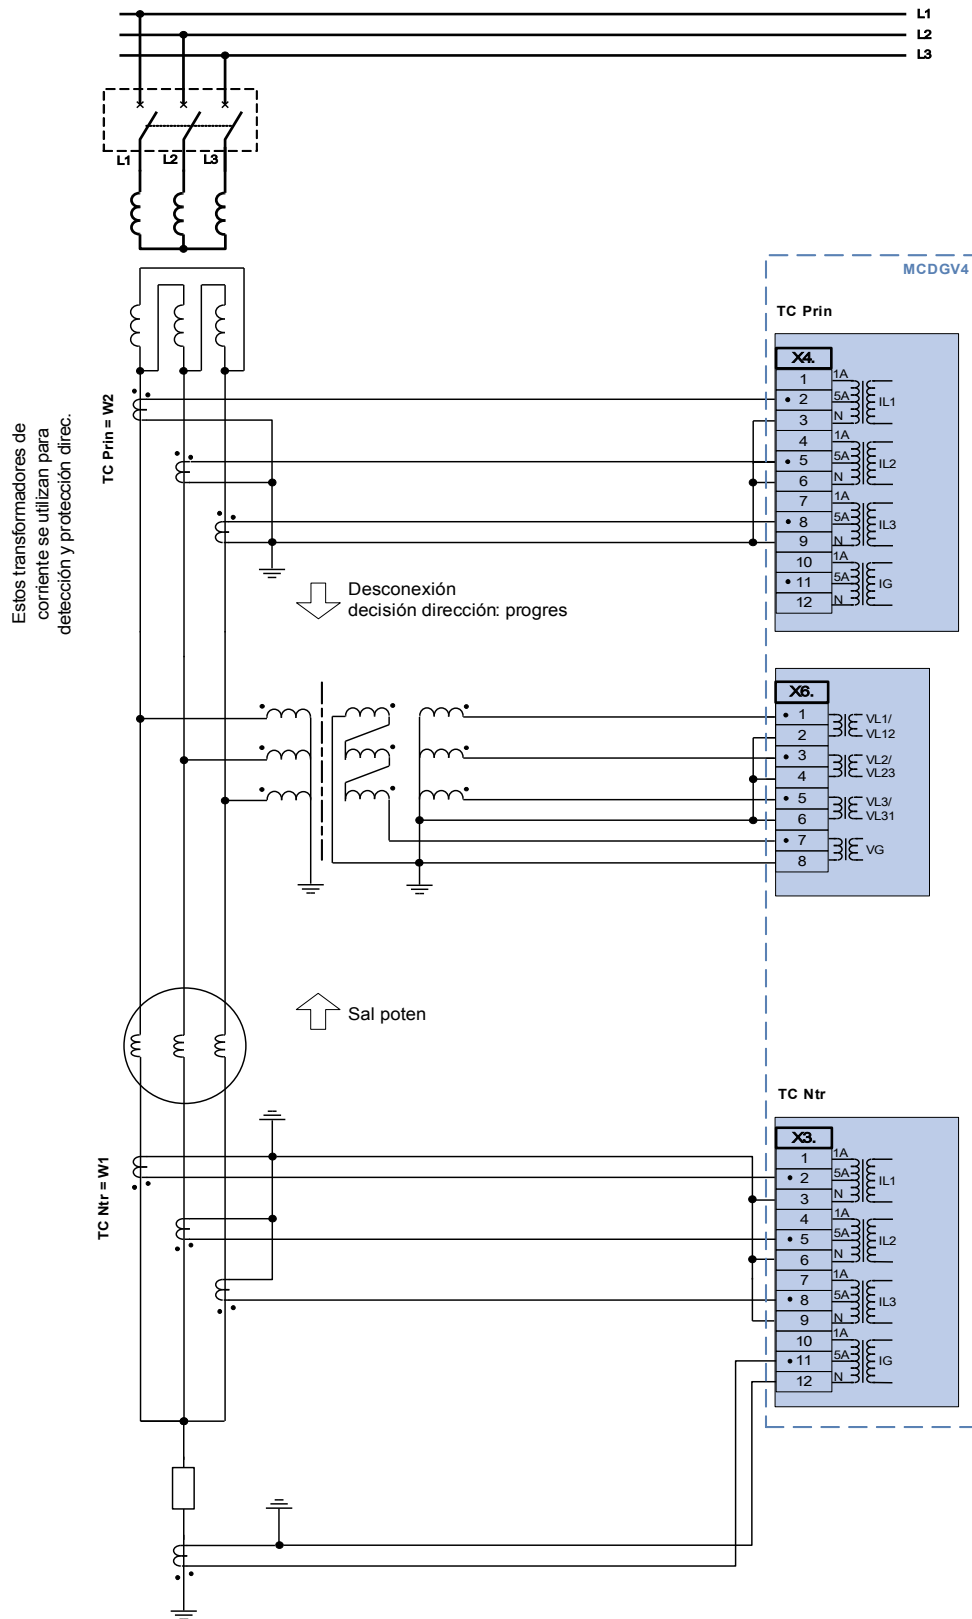 L1
L2
L3
L1
L2
L3
MCDGV4
TC Prin
X4.
1
1A
2
5A
IL1
3
N
4
1A
5
5A
IL2
6
N
7
1A
8
5A
IL3
9
N
10
1A
11
5A
IG
12
N
TC Prin = W2
Estos transformadores de
corriente se utilizan para
detección y protección direc.
Desconexión
decisión dirección: progres
X6.
1
VL1/
2
VL12
3
VL2/
4
VL23
5
VL3/
6
VL31
7
VG
8
Sal poten
TC Ntr
X3.
1
1A
2
5A
IL1
3
N
4
1A
5
5A
IL2
6
N
7
1A
8
5A
IL3
9
N
10
1A
11
5A
IG
12
N
TC Ntr = W1